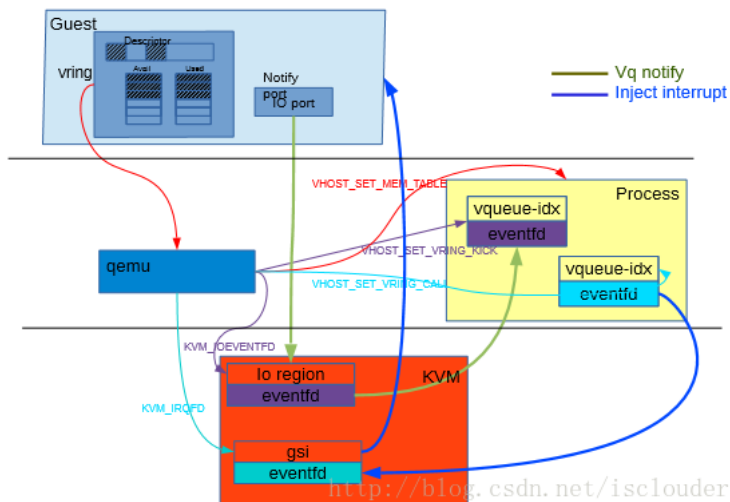 Guest
Descriptor
vring
Avail
Used
Notify
port
IO port
Vq notify
Inject interrupt
VHOST_SET_MEM_TABLE
Process
vqueue-idx
eventfd
VHOST_SET_VRING_KICK
qemu
vqueue-idx
eventfd
VHOST_SET_VRING_CALL
KVM_IOEVENTFD
Io region
KVM
eventfd
KVM_IRQFD
gsi
eventfd
http://blog.csdn.net/isclouder